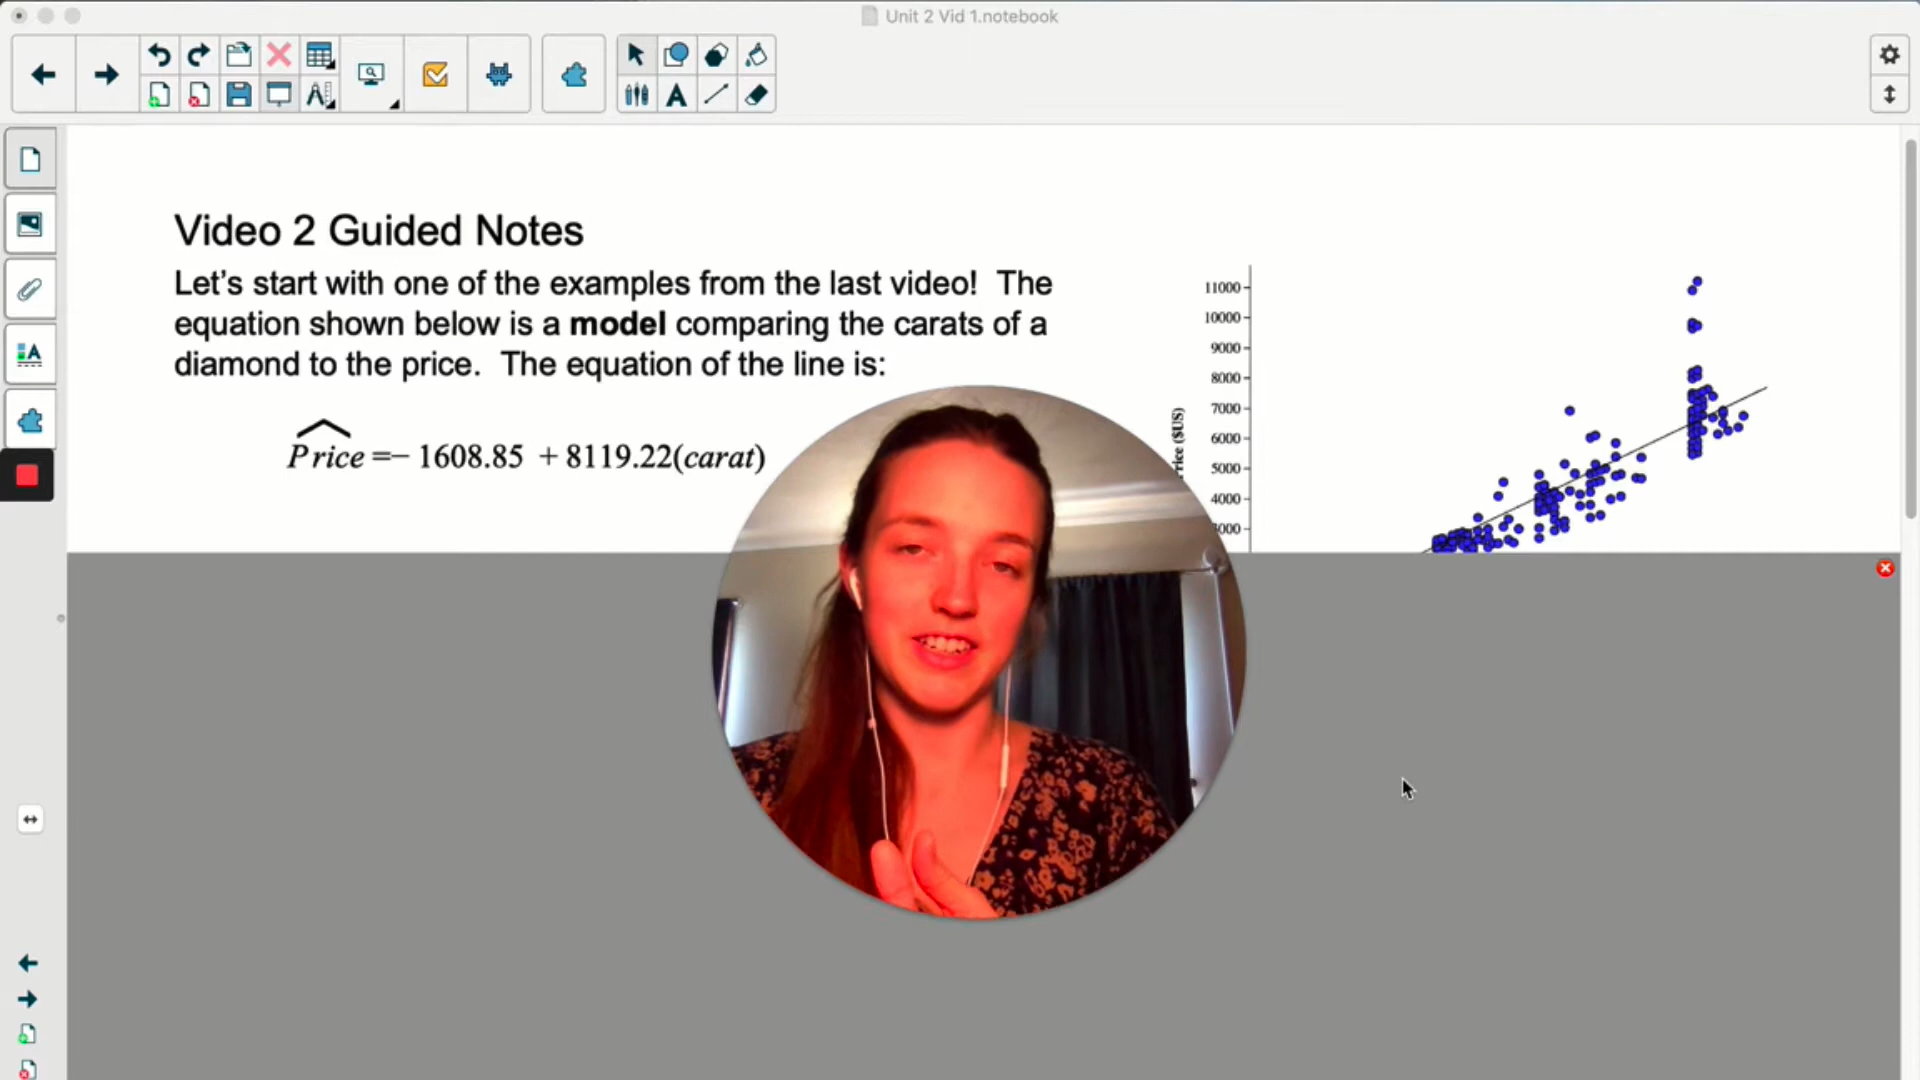 Unit 2 Vid 1.notebook
Video 2 Guided Notes
Let's start with one of the examples from the last video! The
equation shown below is a model comparing the carats of a
diamond to the price. The equation of the line is:
Price =− 1608.85 + 8119.22(carat)
11000
10000
9000
8000
7000
6000
5000
4000
($US)